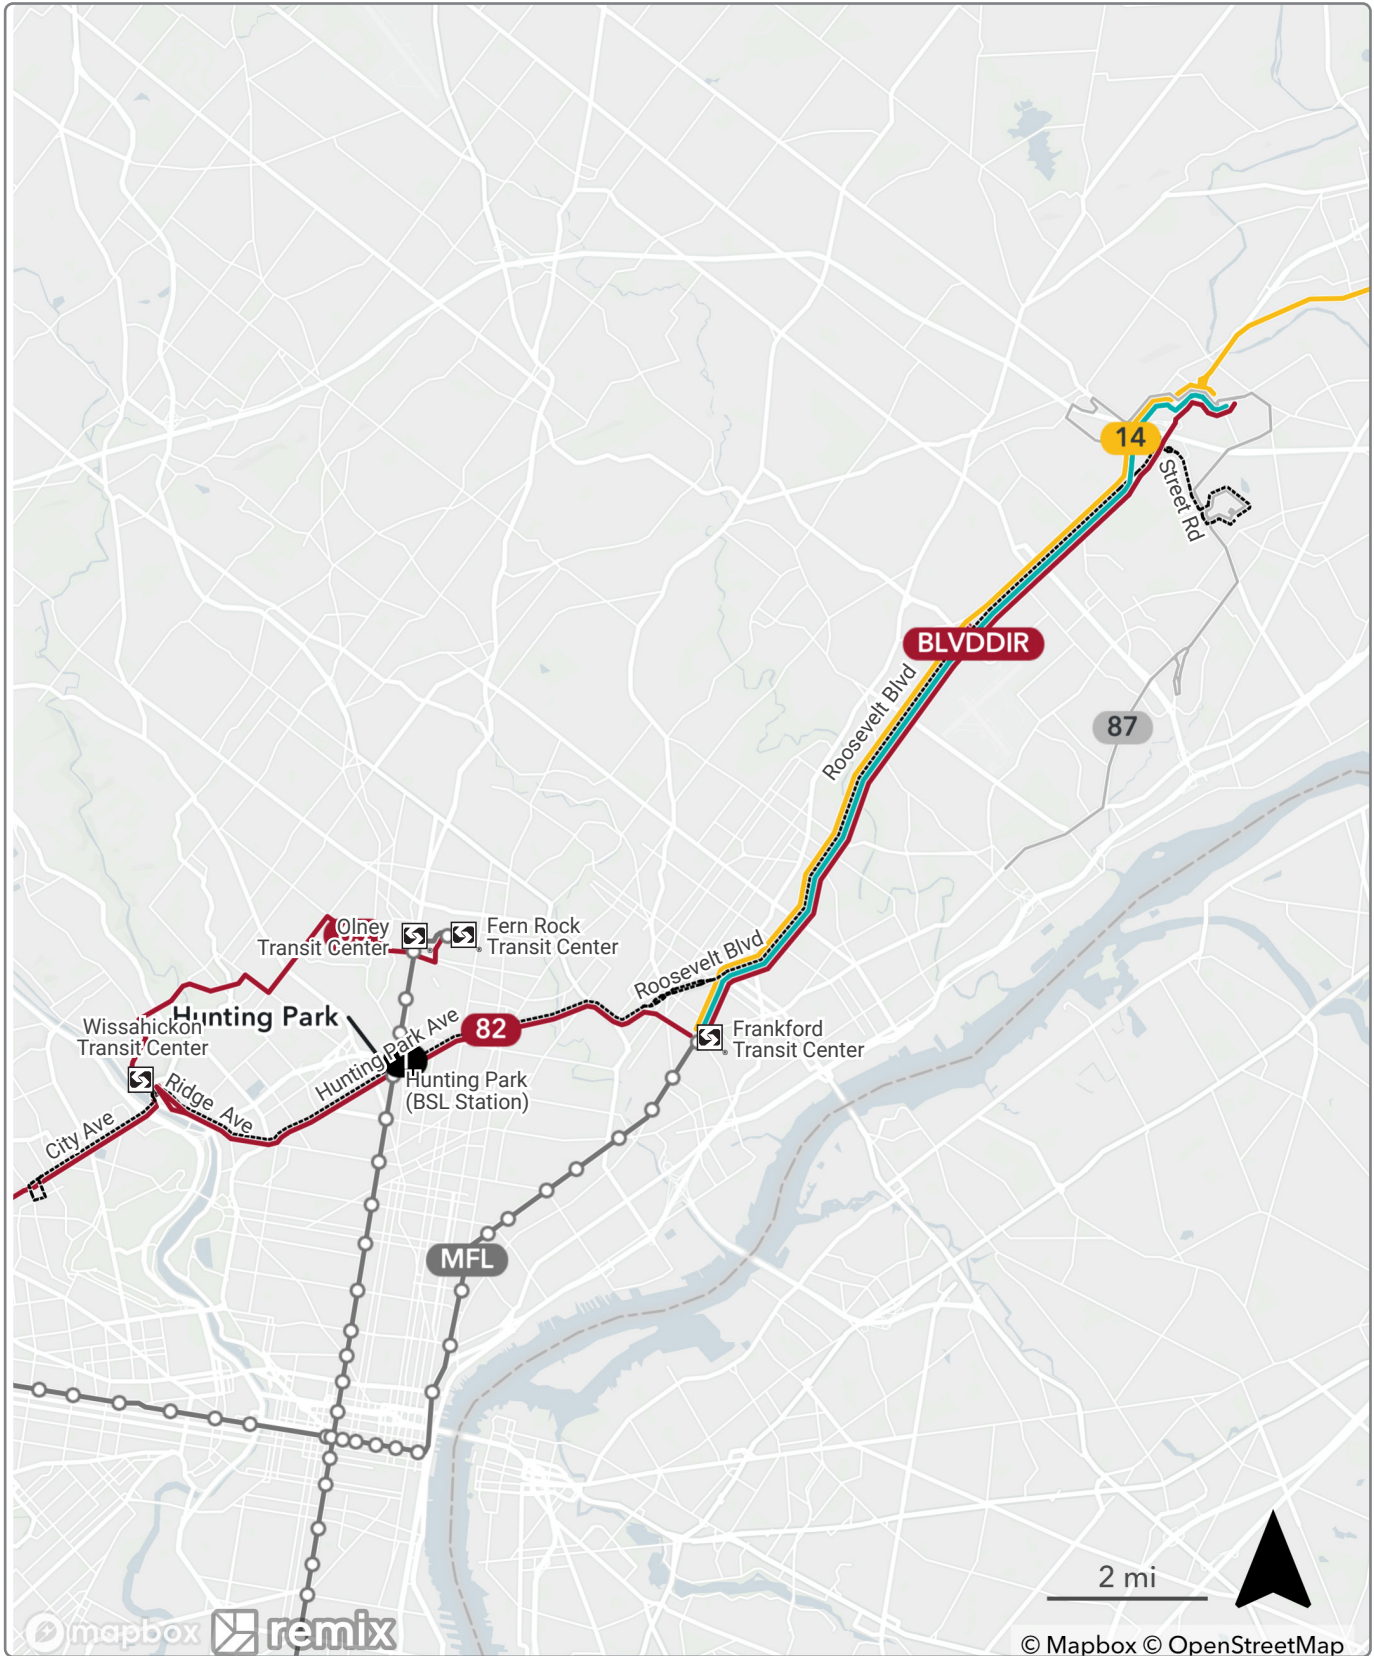 14
Street Rd
BLVDDIR
Roosevelt Blvd
87
Olney
Transit Center
Fern Rock
Transit Center
Roosevelt Blvd
Hunting Park
Wissahickon
Transit Center
Hunting Park Ave
82
Frankford
Transit Center
Hunting Park
(BSL Station)
Ridge Ave
City Ave
MFL
2 mi
mapbox
remix
© Mapbox © OpenStreetMap